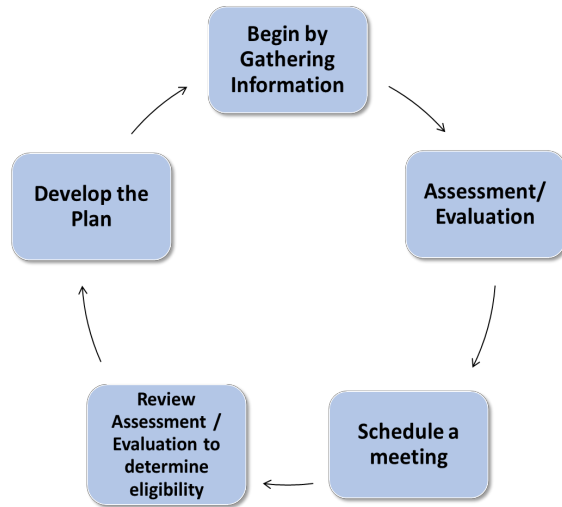 Begin by
Gathering
Information
Assessment/
Evaluation
Schedule a
meeting
Review
Assessment /
Evaluation to
determine
eligibility
Develop the
Plan